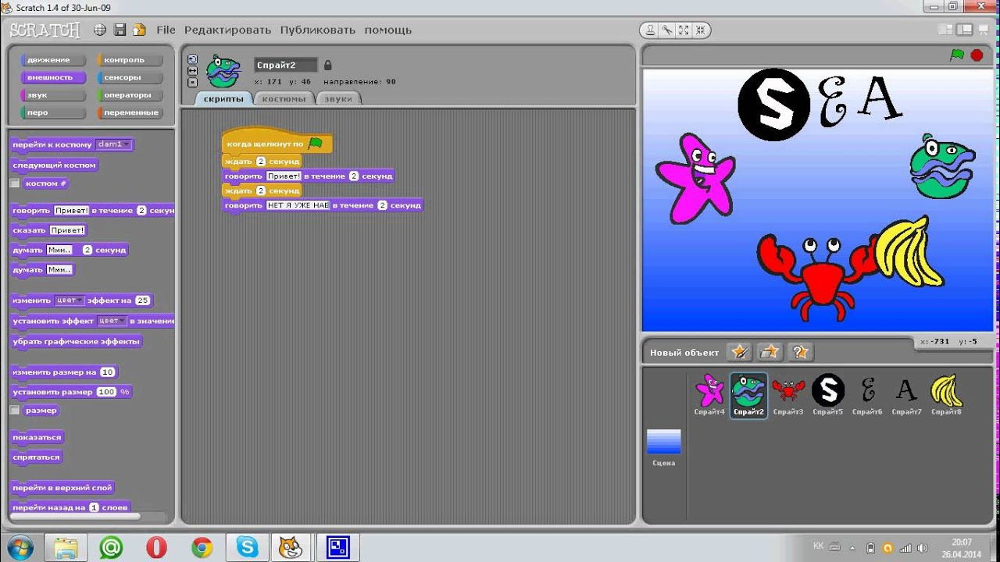 Scratch 1.4 of 30-Jun-09
SCRATCH File Редактировать Публиковать помощь
движение контроль
внешность сенсоры
звук операторы
перо переменные
перейти к костюму clam1
следующий костюм
костюм #
говорить Привет! в течение 2 секун
сказать Привет!
думать Ммм.. 2 секунд
думать Ммм..
изменить цвет эффект на 25
установить эффект цвет в значение
убрать графические эффекты
изменить размер на 10
установить размер 100 %
размер
показаться
спрятаться
перейти в верхний слой
перейти назад на 1 слоев
Спрайт2
x: 171 y: 46 направление: 90
скрипты костюмы звуки
когда щелкнут по
ждать 2 секунд
говорить Привет! в течение 2 секунд
ждать 2 секунд
говорить НЕТ Я УЖЕ НАЕ в течение 2 секунд
S E A
x: -731 y: -5
Новый объект
Спрайт4 Спрайт2 Спрайт3 Спрайт5 Спрайт6 Спрайт7 Спрайт8
Сцена
KK
20:07
26.04.2014